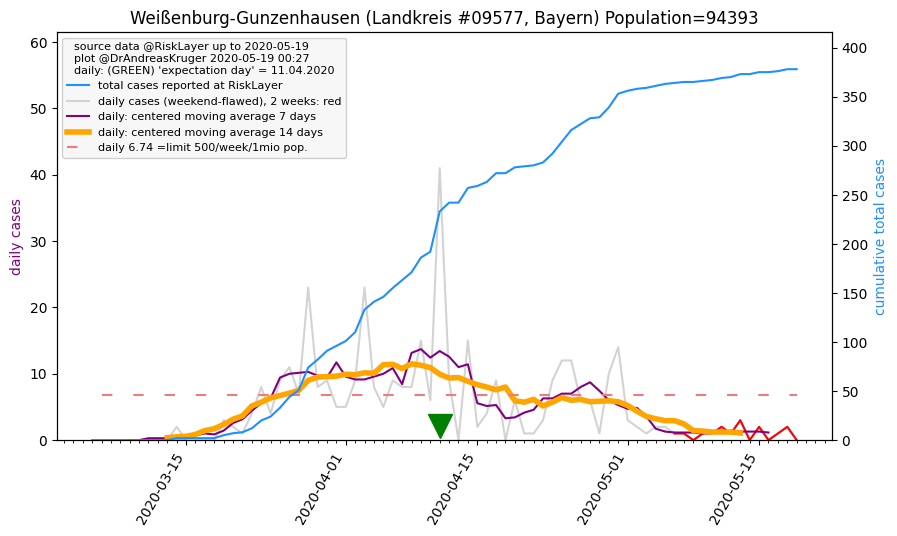 Weißenburg-Gunzenhausen (Landkreis #09577, Bayern) Population=94393
source data @RiskLayer up to 2020-05-19
plot @DrAndreasKruger 2020-05-19 00:27
daily: (GREEN) 'expectation day' = 11.04.2020
total cases reported at RiskLayer
daily cases (weekend-flawed), 2 weeks: red
daily: centered moving average 7 days
daily: centered moving average 14 days
daily 6.74 =limit 500/week/1mio pop.
daily cases
60
50
40
30
20
10
0
cumulative total cases
400
350
300
250
200
150
100
50
0
2020-03-15
2020-04-01
2020-04-15
2020-05-01
2020-05-15